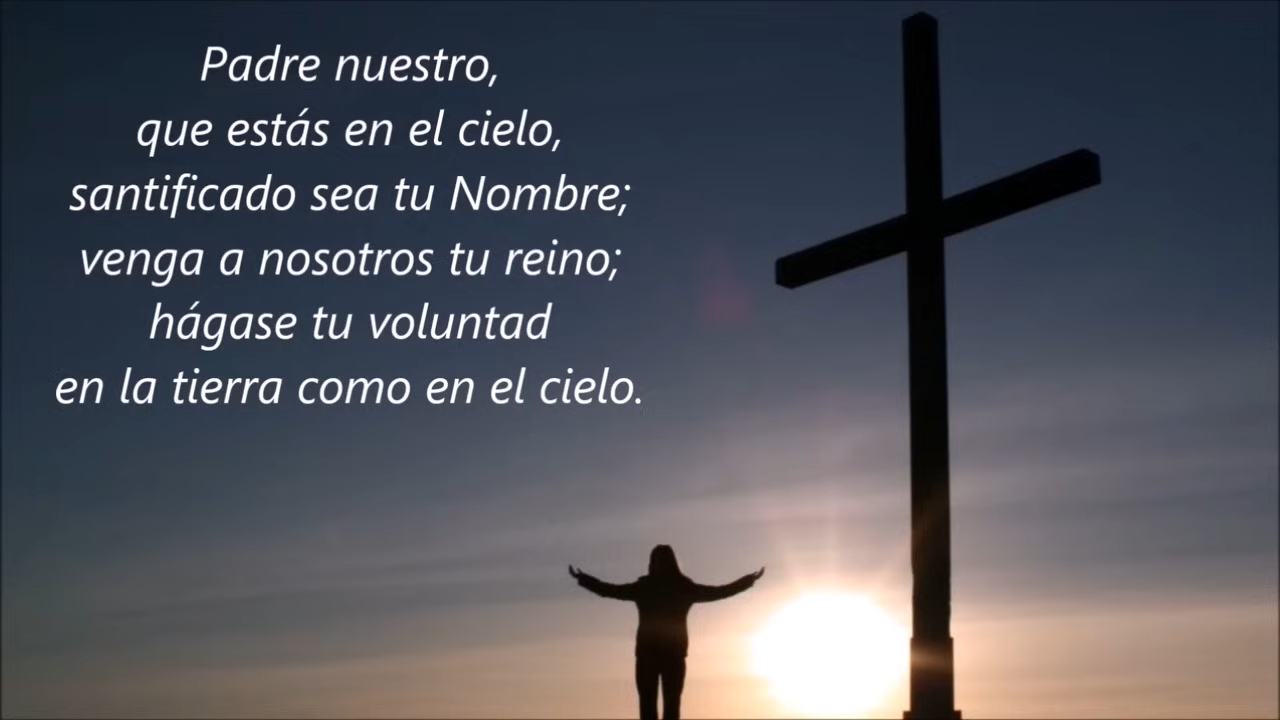 Padre nuestro,
que estás en el cielo,
santificado sea tu Nombre;
venga a nosotros tu reino;
hágase tu voluntad
en la tierra como en el cielo.